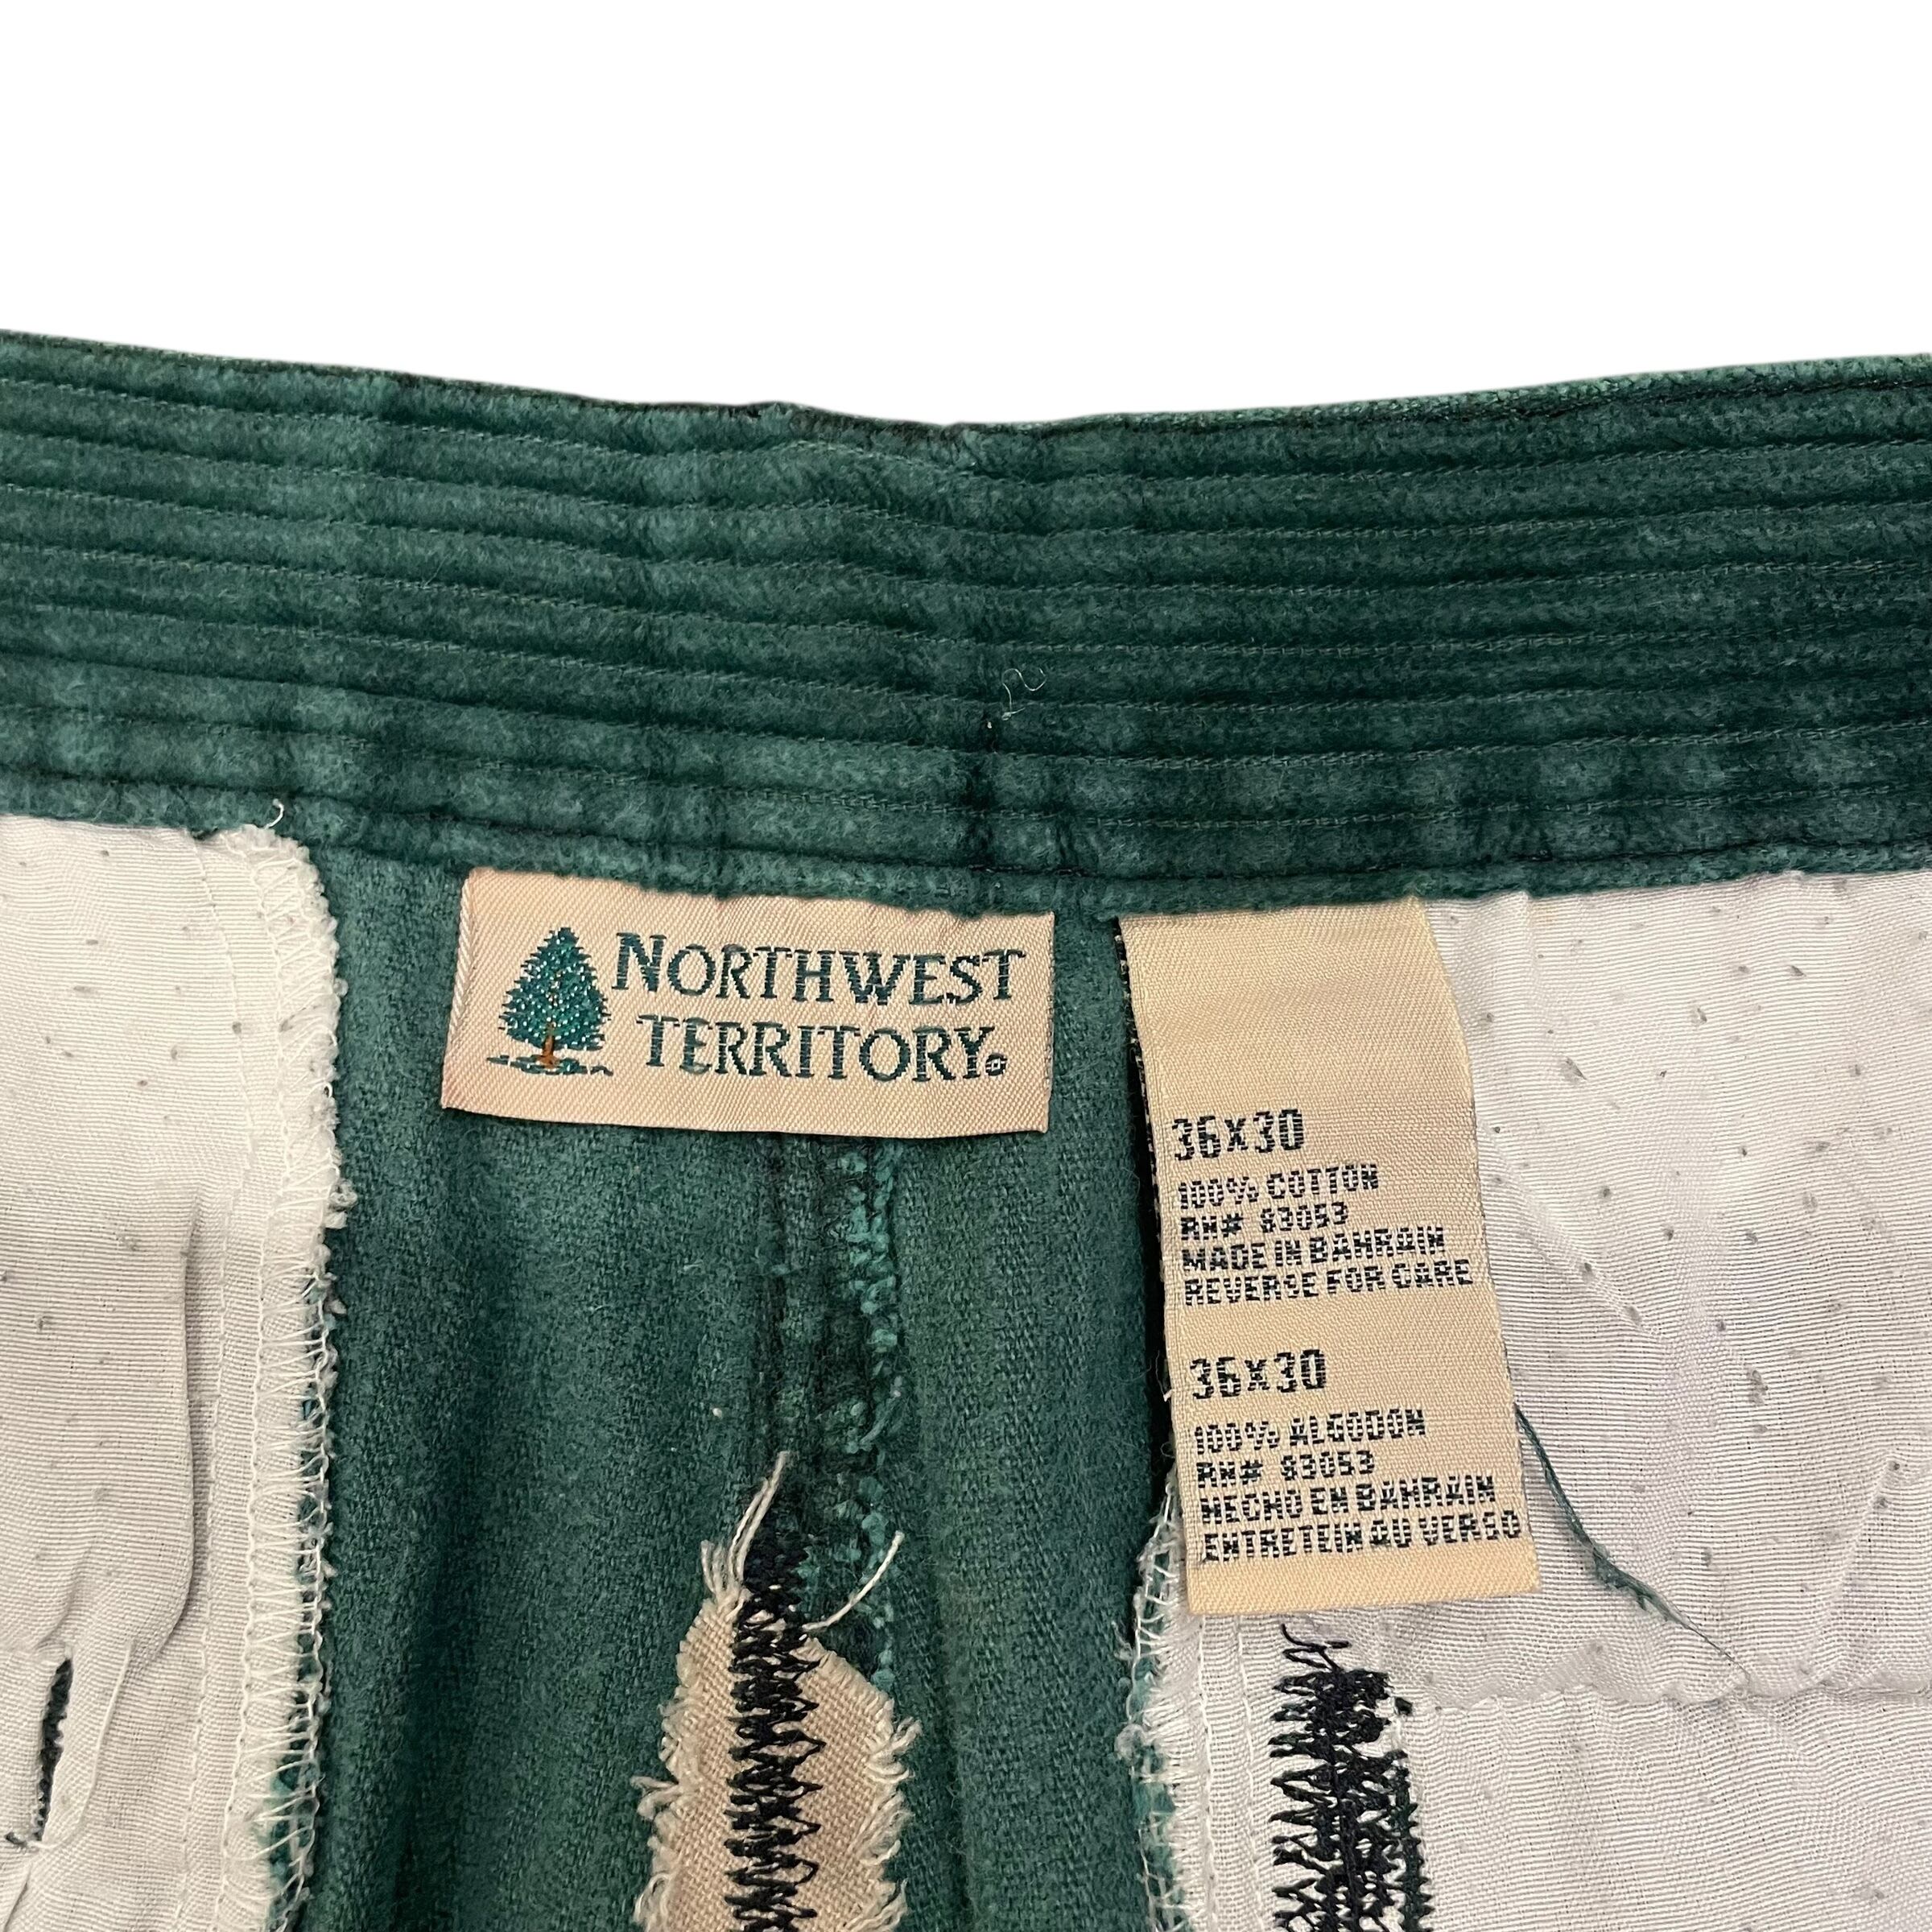 NORTHWEST
TERRITORY®
36X30
100% COTTON
RN# 83053
MADE IN BAHRAIN
REVERSE FOR CARE
36X30
100% ALGODON
RN# 83053
HECHO EN BAHRAIN
ENTRETEIN AU VERSO